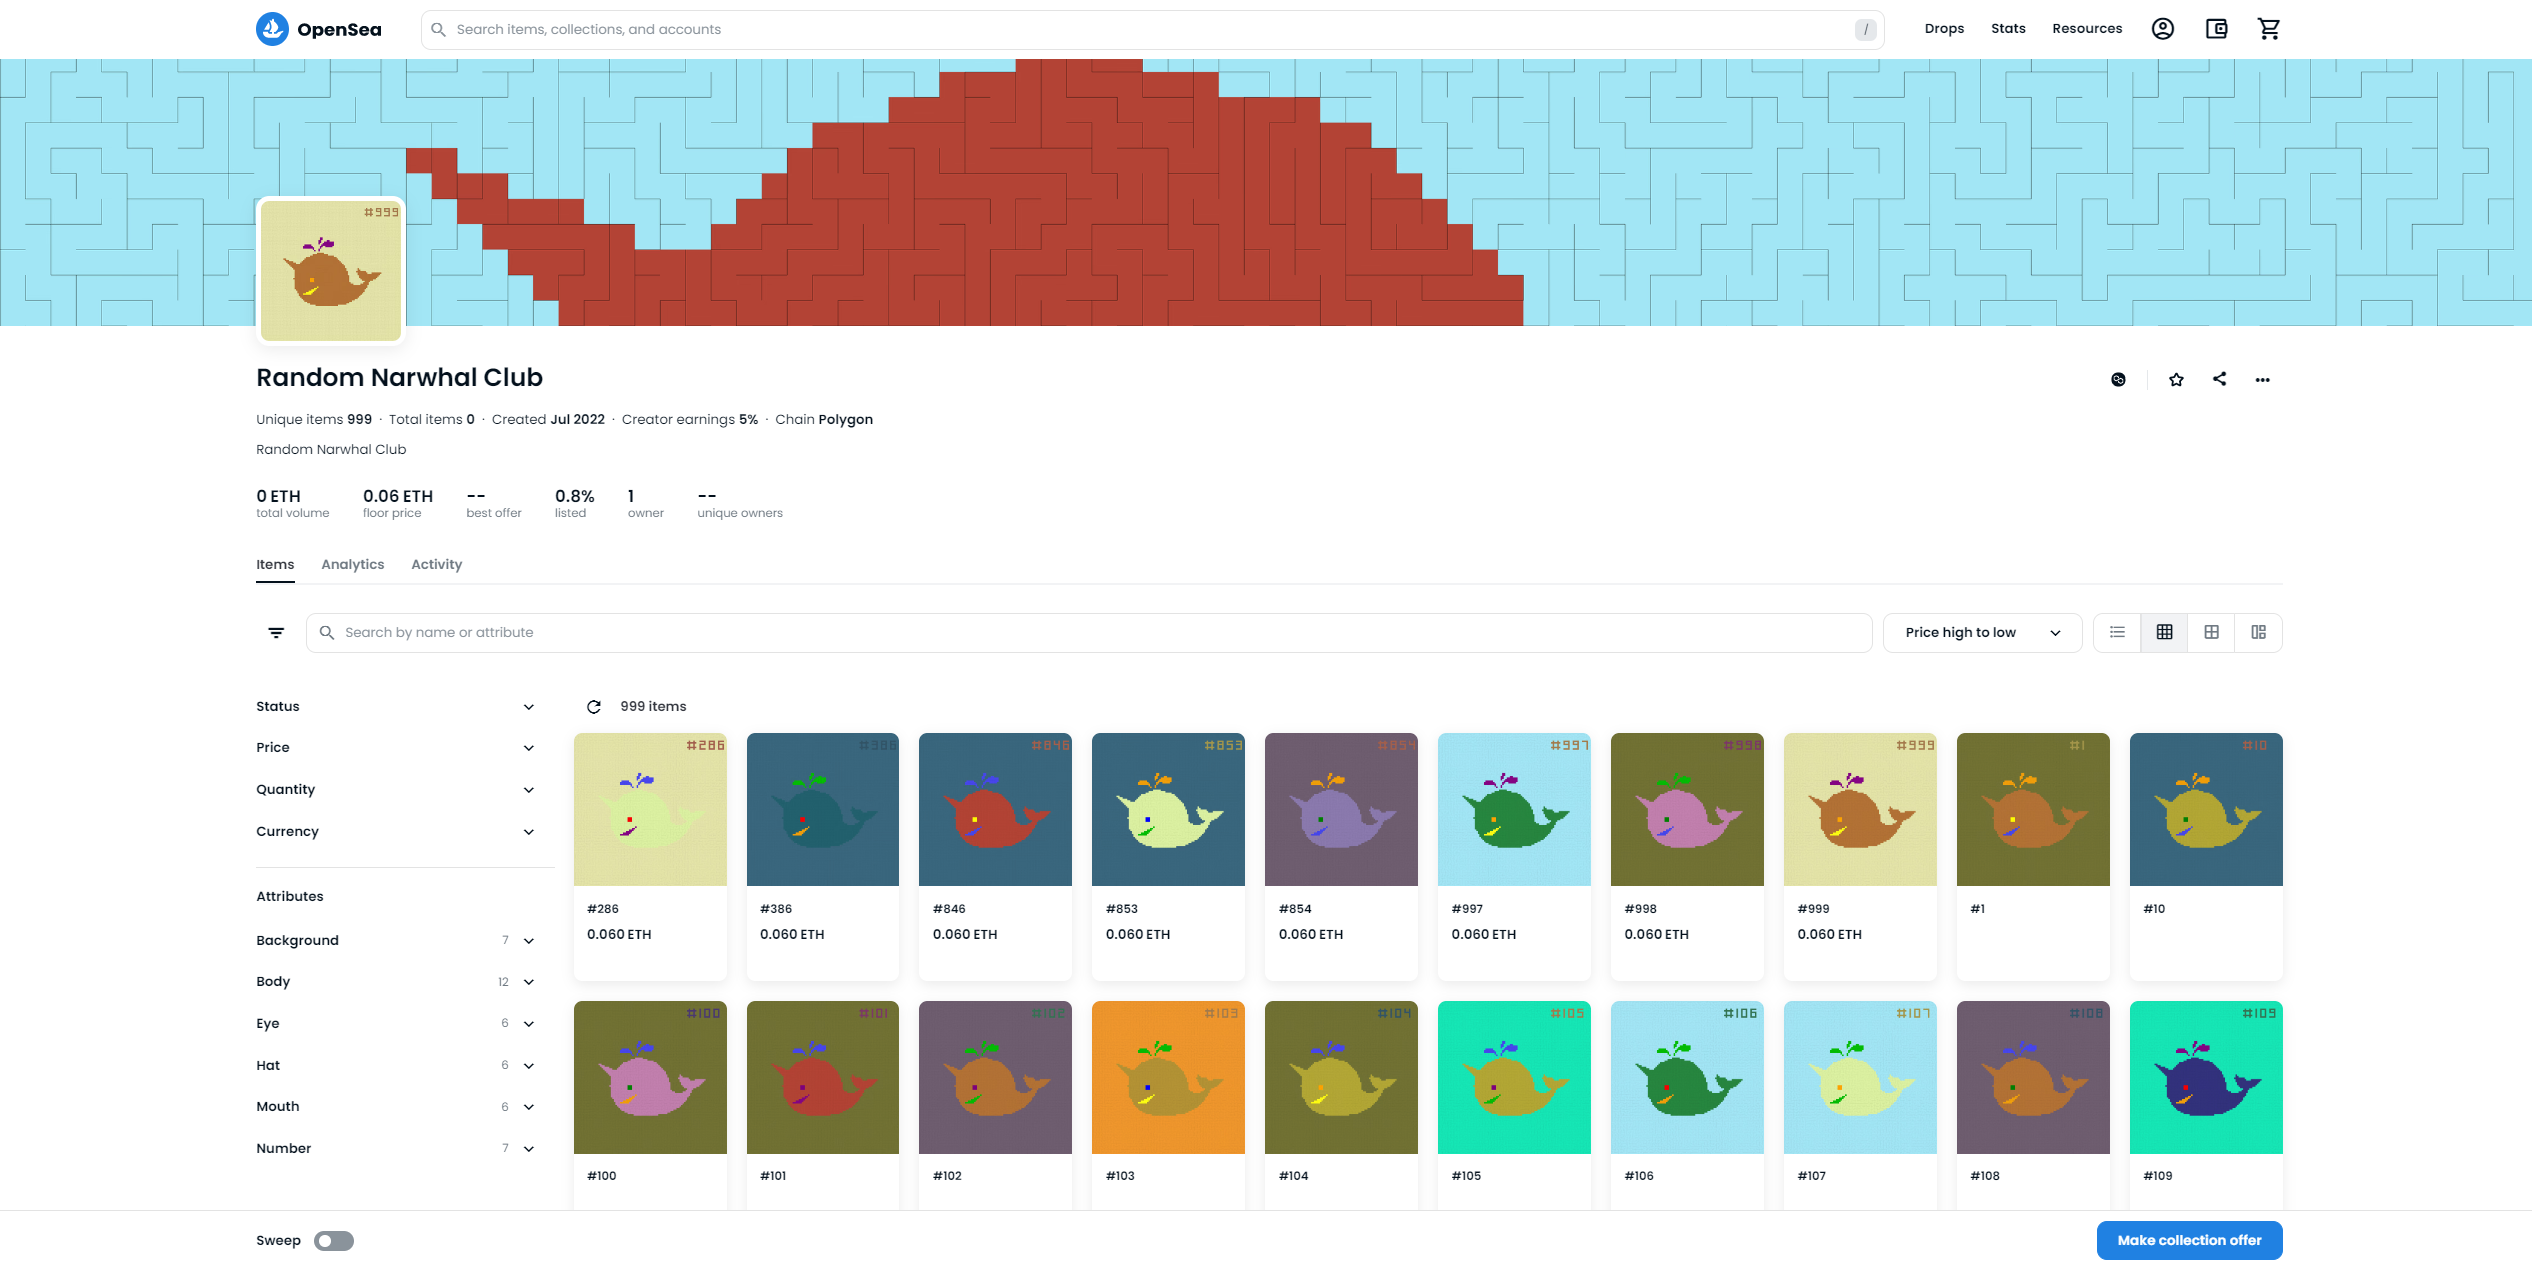 OpenSea
Search items, collections, and accounts
/
Drops
Stats
Resources
#999
Random Narwhal Club
Unique items 999 · Total items 0 · Created Jul 2022 · Creator earnings 5% · Chain Polygon
Random Narwhal Club
0 ETH
total volume
0.06 ETH
floor price
--
best offer
0.8%
listed
1
owner
--
unique owners
Items
Analytics
Activity
Search by name or attribute
Price high to low
Status
Price
Quantity
Currency
Attributes
Background 7
Body 12
Eye 6
Hat 6
Mouth 6
Number 7
999 items
#286
#386
#846
#853
#854
#997
#998
#999
#1
#10
#286
#386
#846
#853
#854
#997
#998
#999
#1
#10
0.060 ETH
0.060 ETH
0.060 ETH
0.060 ETH
0.060 ETH
0.060 ETH
0.060 ETH
0.060 ETH
#100
#101
#102
#103
#104
#105
#106
#107
#108
#109
#100
#101
#102
#103
#104
#105
#106
#107
#108
#109
Sweep
Make collection offer